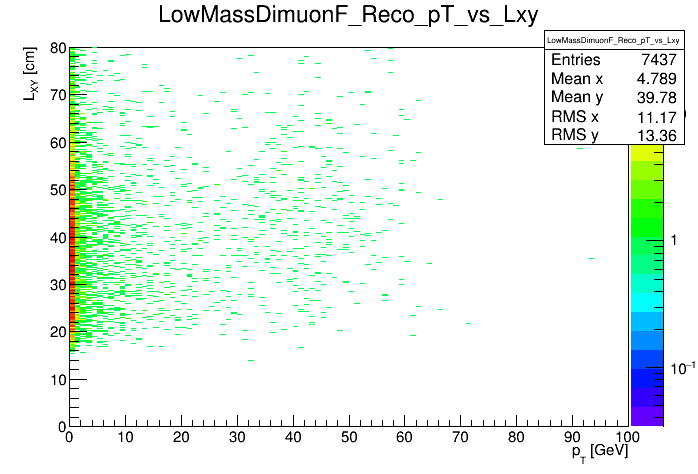 LowMassDimuonF_Reco_pT_vs_Lxy
LowMassDimuonF_Reco_pT_vs_Lxy
Entries 7437
Mean x 4.789
Mean y 39.78
RMS x 11.17
RMS y 13.36
L_XY [cm]
80
70
60
50
40
30
20
10
0
0 10 20 30 40 50 60 70 80 90 100
p_T [GeV]
1
10⁻¹